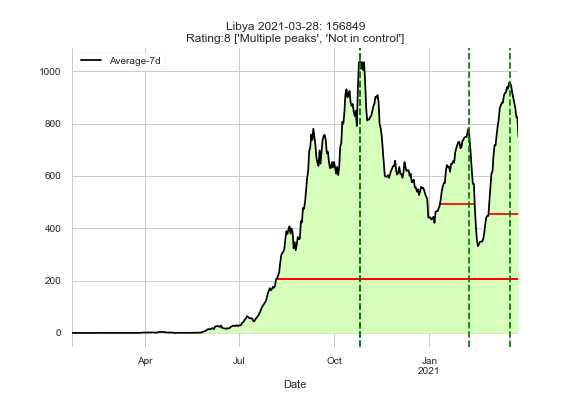 Libya 2021-03-28: 156849
Rating:8 ['Multiple peaks', 'Not in control']
Average-7d
1000
800
600
400
200
0
Apr
Jul
Oct
Jan
2021
Date